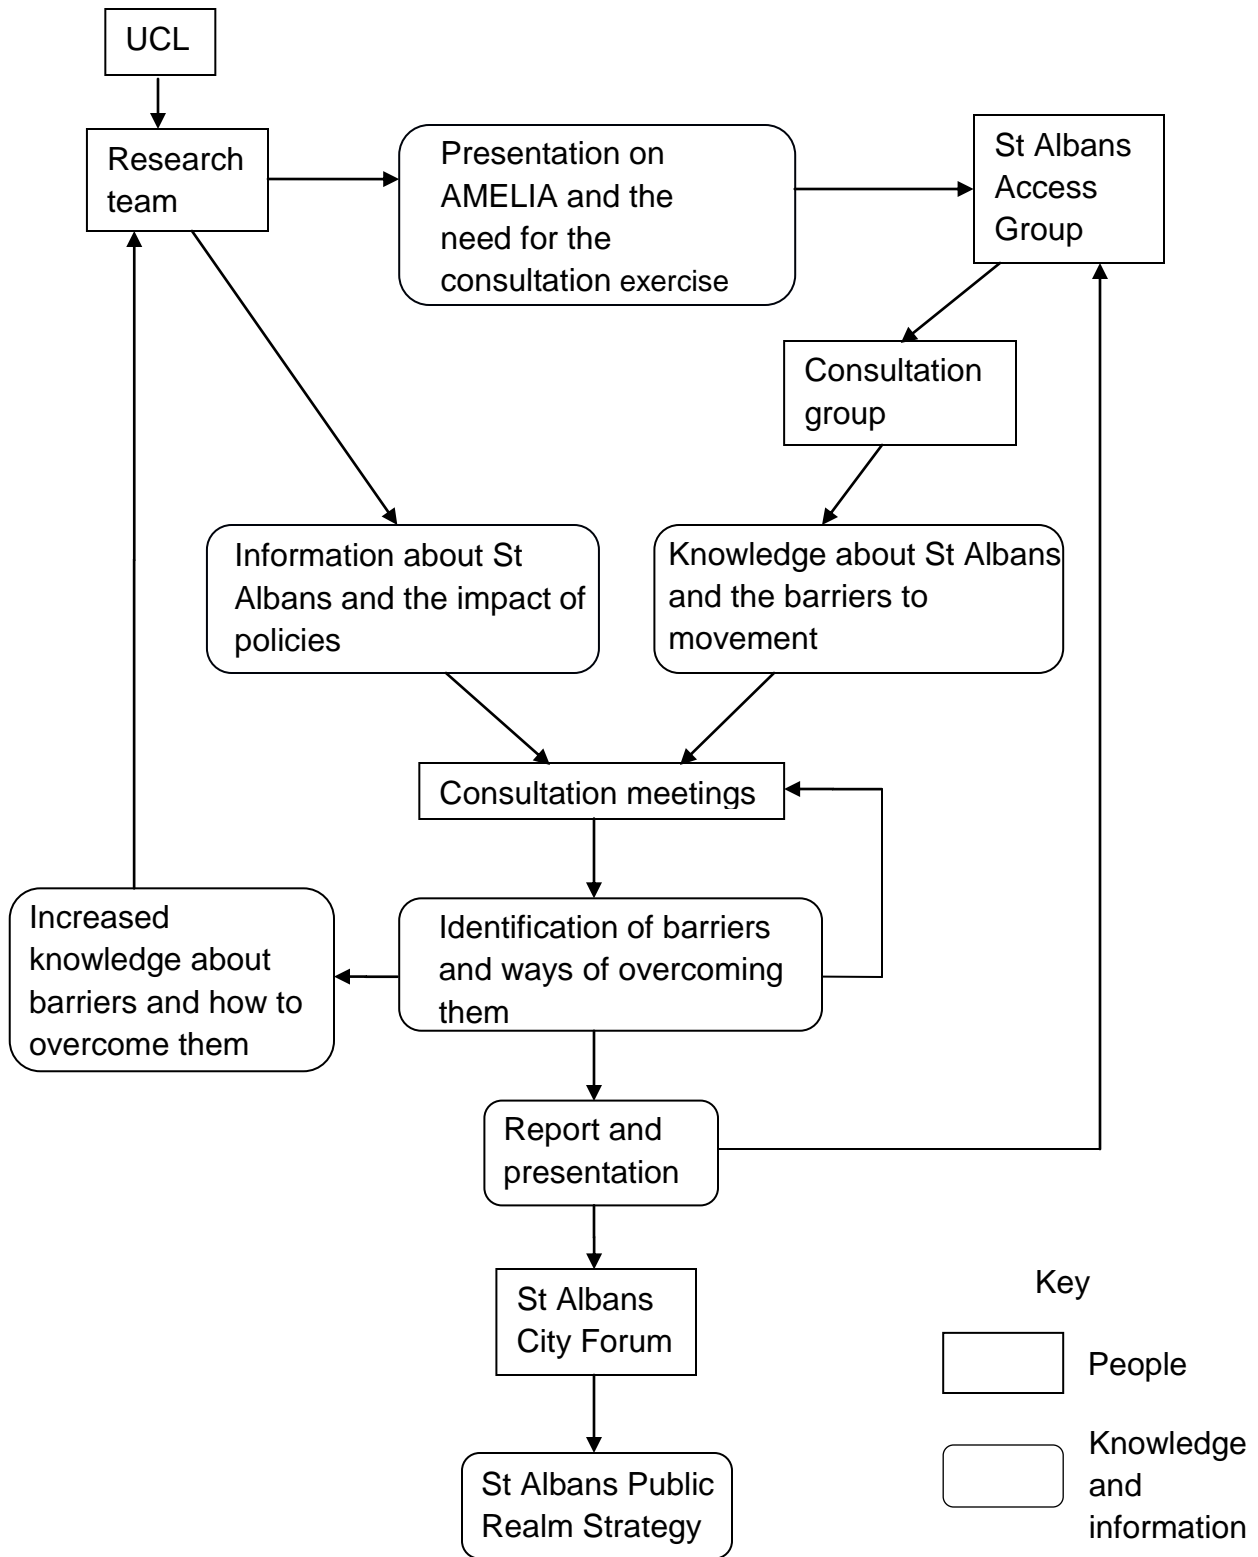 UCL
Research
team
Presentation on
AMELIA and the
need for the
consultation exercise
St Albans
Access
Group
Consultation
group
Information about St
Albans and the impact of
policies
Knowledge about St Albans
and the barriers to
movement
Consultation meetings
Increased
knowledge about
barriers and how to
overcome them
Identification of barriers
and ways of overcoming
them
Report and
presentation
St Albans
City Forum
St Albans Public
Realm Strategy
Key
People
Knowledge
and
information